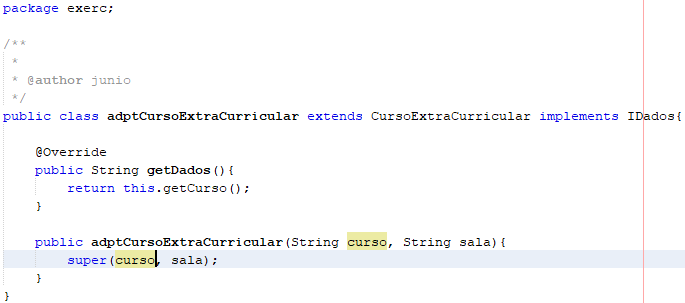 package exerc;
/**
 *
 * @author junio
 */
public class adptCursoExtraCurricular extends CursoExtraCurricular implements IDados{
@Override
public String getDados(){
return this.getCurso();
}
public adptCursoExtraCurricular(String curso, String sala){
super(curso, sala);
}
}